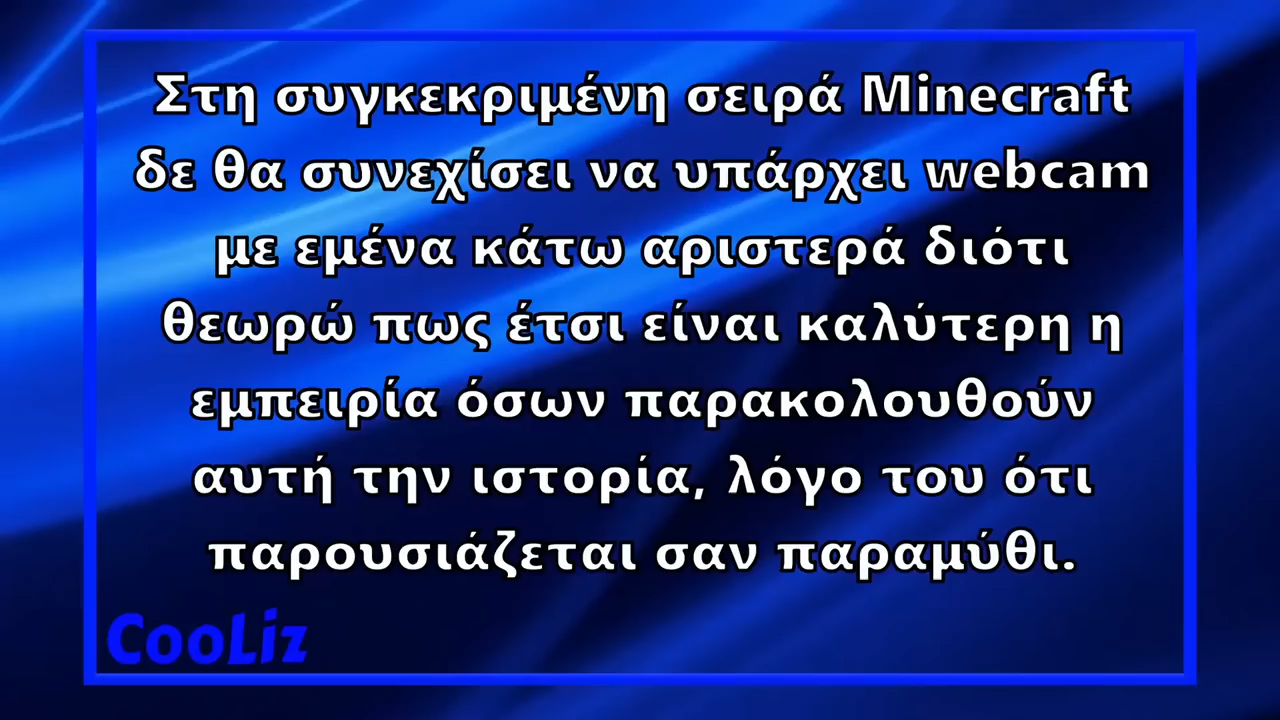 Στη συγκεκριμένη σειρά Minecraft
δε θα συνεχίσει να υπάρχει webcam
με εμένα κάτω αριστερά διότι
θεωρώ πως έτσι είναι καλύτερη η
εμπειρία όσων παρακολουθούν
αυτή την ιστορία, λόγο του ότι
παρουσιάζεται σαν παραμύθι.
CooLiz